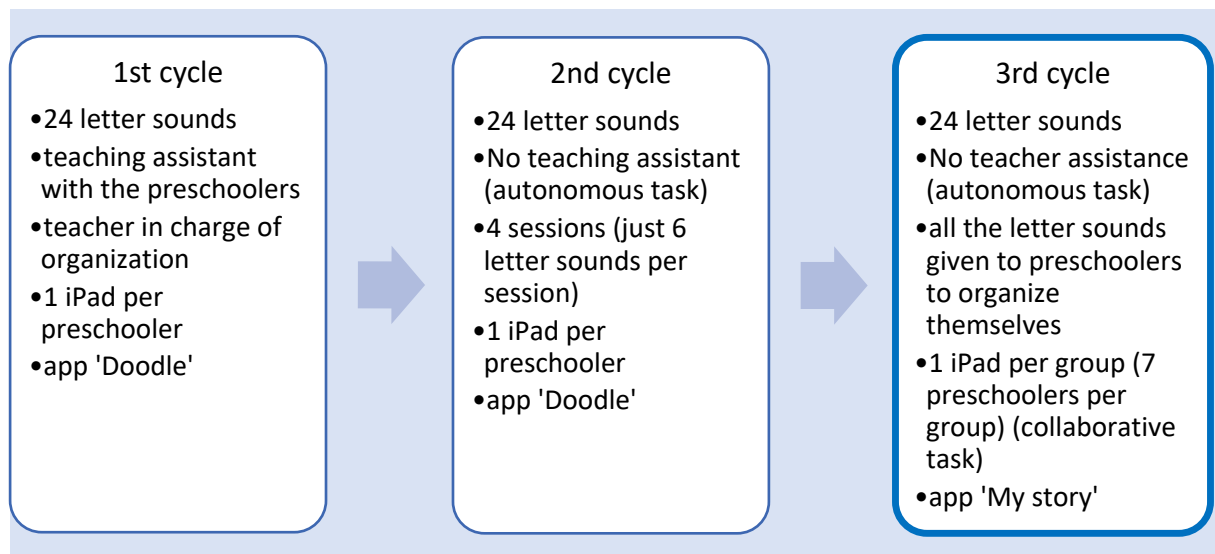 1st cycle
•24 letter sounds
•teaching assistant
with the preschoolers
•teacher in charge of
organization
•1 iPad per
preschooler
•app 'Doodle'
2nd cycle
•24 letter sounds
•No teaching assistant
(autonomous task)
•4 sessions (just 6
letter sounds per
session)
•1 iPad per
preschooler
•app 'Doodle'
3rd cycle
•24 letter sounds
•No teacher assistance
(autonomous task)
•all the letter sounds
given to preschoolers
to organize
themselves
•1 iPad per group (7
preschoolers per
group) (collaborative
task)
•app 'My story'